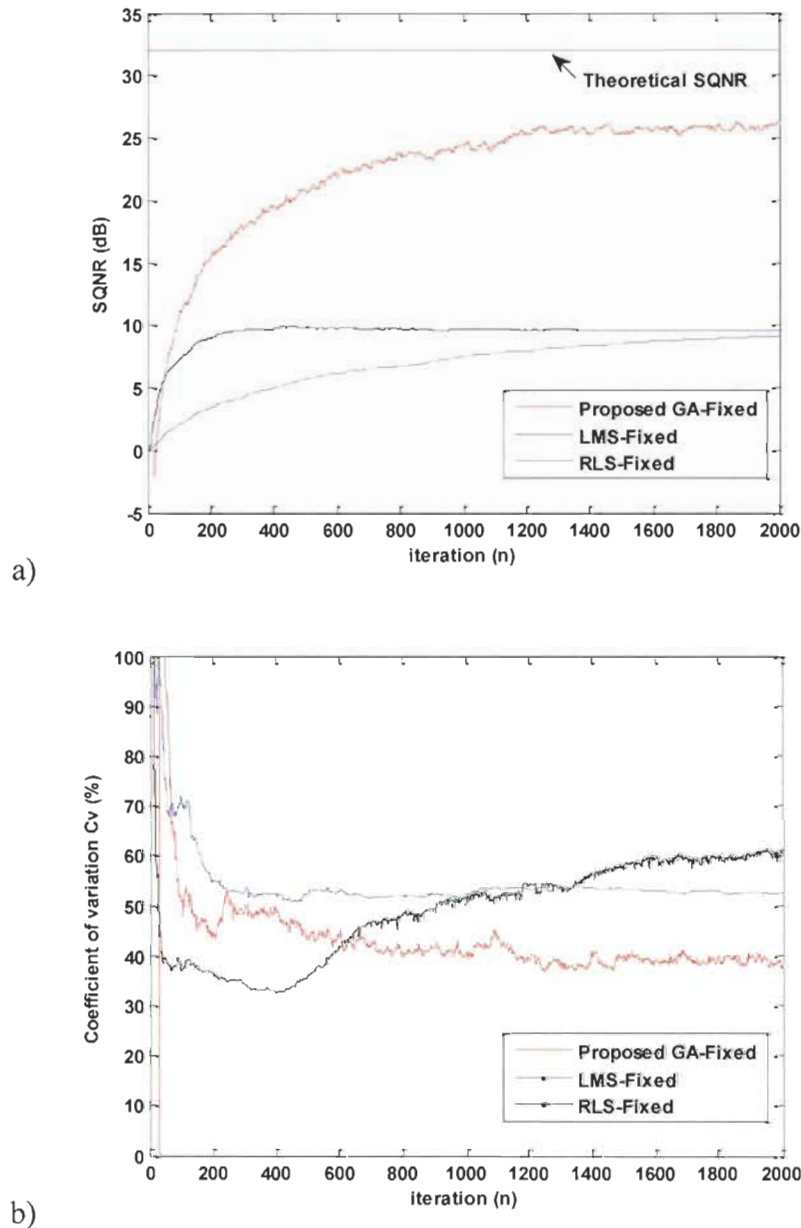 35
30
25
20
15
10
5
0
-5
SQNR (dB)
Theoretical SQNR
Proposed GA-Fixed
LMS-Fixed
RLS-Fixed
0 200 400 600 800 1000 1200 1400 1600 1800 2000
iteration (n)
a)
100
90
80
70
60
50
40
30
20
10
0
Coefficient of variation Cv (%)
Proposed GA-Fixed
LMS-Fixed
RLS-Fixed
0 200 400 600 800 1000 1200 1400 1600 1800 2000
iteration (n)
b)